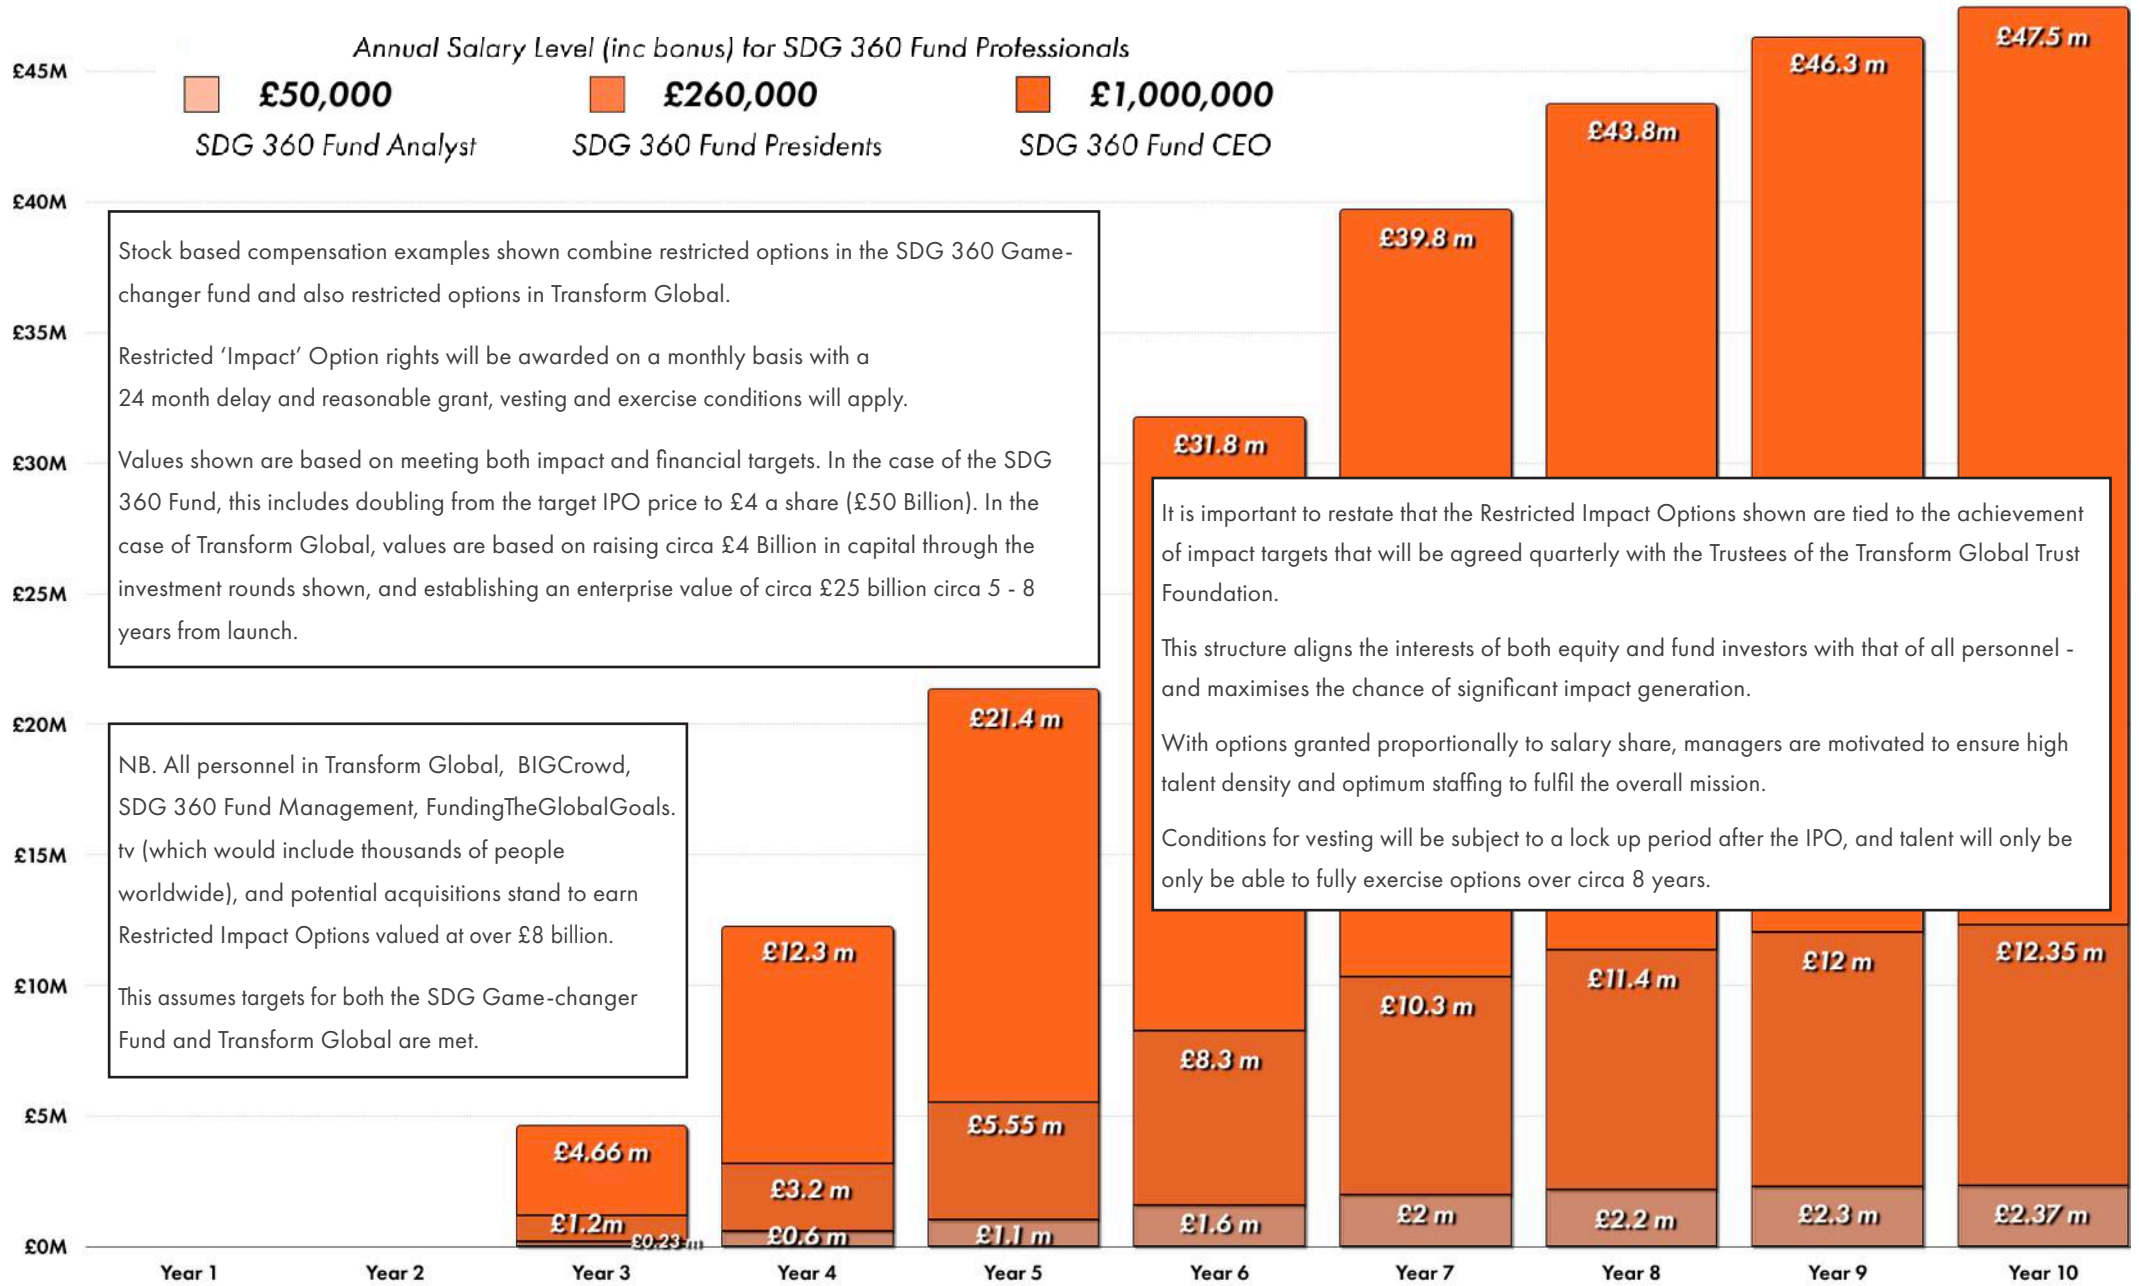 Annual Salary Level (inc bonus) for SDG 360 Fund Professionals
£50,000
£260,000
£1,000,000
SDG 360 Fund Analyst
SDG 360 Fund Presidents
SDG 360 Fund CEO
£45M
£40M
£35M
£30M
£25M
£20M
£15M
£10M
£5M
£0M
Stock based compensation examples shown combine restricted options in the SDG 360 Game-
changer fund and also restricted options in Transform Global.
Restricted ‘Impact’ Option rights will be awarded on a monthly basis with a
24 month delay and reasonable grant, vesting and exercise conditions will apply.
Values shown are based on meeting both impact and financial targets. In the case of the SDG
360 Fund, this includes doubling from the target IPO price to £4 a share (£50 Billion). In the
case of Transform Global, values are based on raising circa £4 Billion in capital through the
investment rounds shown, and establishing an enterprise value of circa £25 billion circa 5 - 8
years from launch.
NB. All personnel in Transform Global, BIGCrowd,
SDG 360 Fund Management, FundingTheGlobalGoals.
tv (which would include thousands of people
worldwide), and potential acquisitions stand to earn
Restricted Impact Options valued at over £8 billion.
This assumes targets for both the SDG Game-changer
Fund and Transform Global are met.
It is important to restate that the Restricted Impact Options shown are tied to the achievement
of impact targets that will be agreed quarterly with the Trustees of the Transform Global Trust
Foundation.
This structure aligns the interests of both equity and fund investors with that of all personnel -
and maximises the chance of significant impact generation.
With options granted proportionally to salary share, managers are motivated to ensure high
talent density and optimum staffing to fulfil the overall mission.
Conditions for vesting will be subject to a lock up period after the IPO, and talent will only be
only be able to fully exercise options over circa 8 years.
£4.66 m
£1.2m
£0.23 m
£12.3 m
£3.2 m
£0.6 m
£21.4 m
£5.55 m
£1.1 m
£31.8 m
£8.3 m
£1.6 m
£39.8 m
£10.3 m
£2 m
£43.8m
£11.4 m
£2.2 m
£46.3 m
£12 m
£2.3 m
£47.5 m
£12.35 m
£2.37 m
Year 1
Year 2
Year 3
Year 4
Year 5
Year 6
Year 7
Year 8
Year 9
Year 10